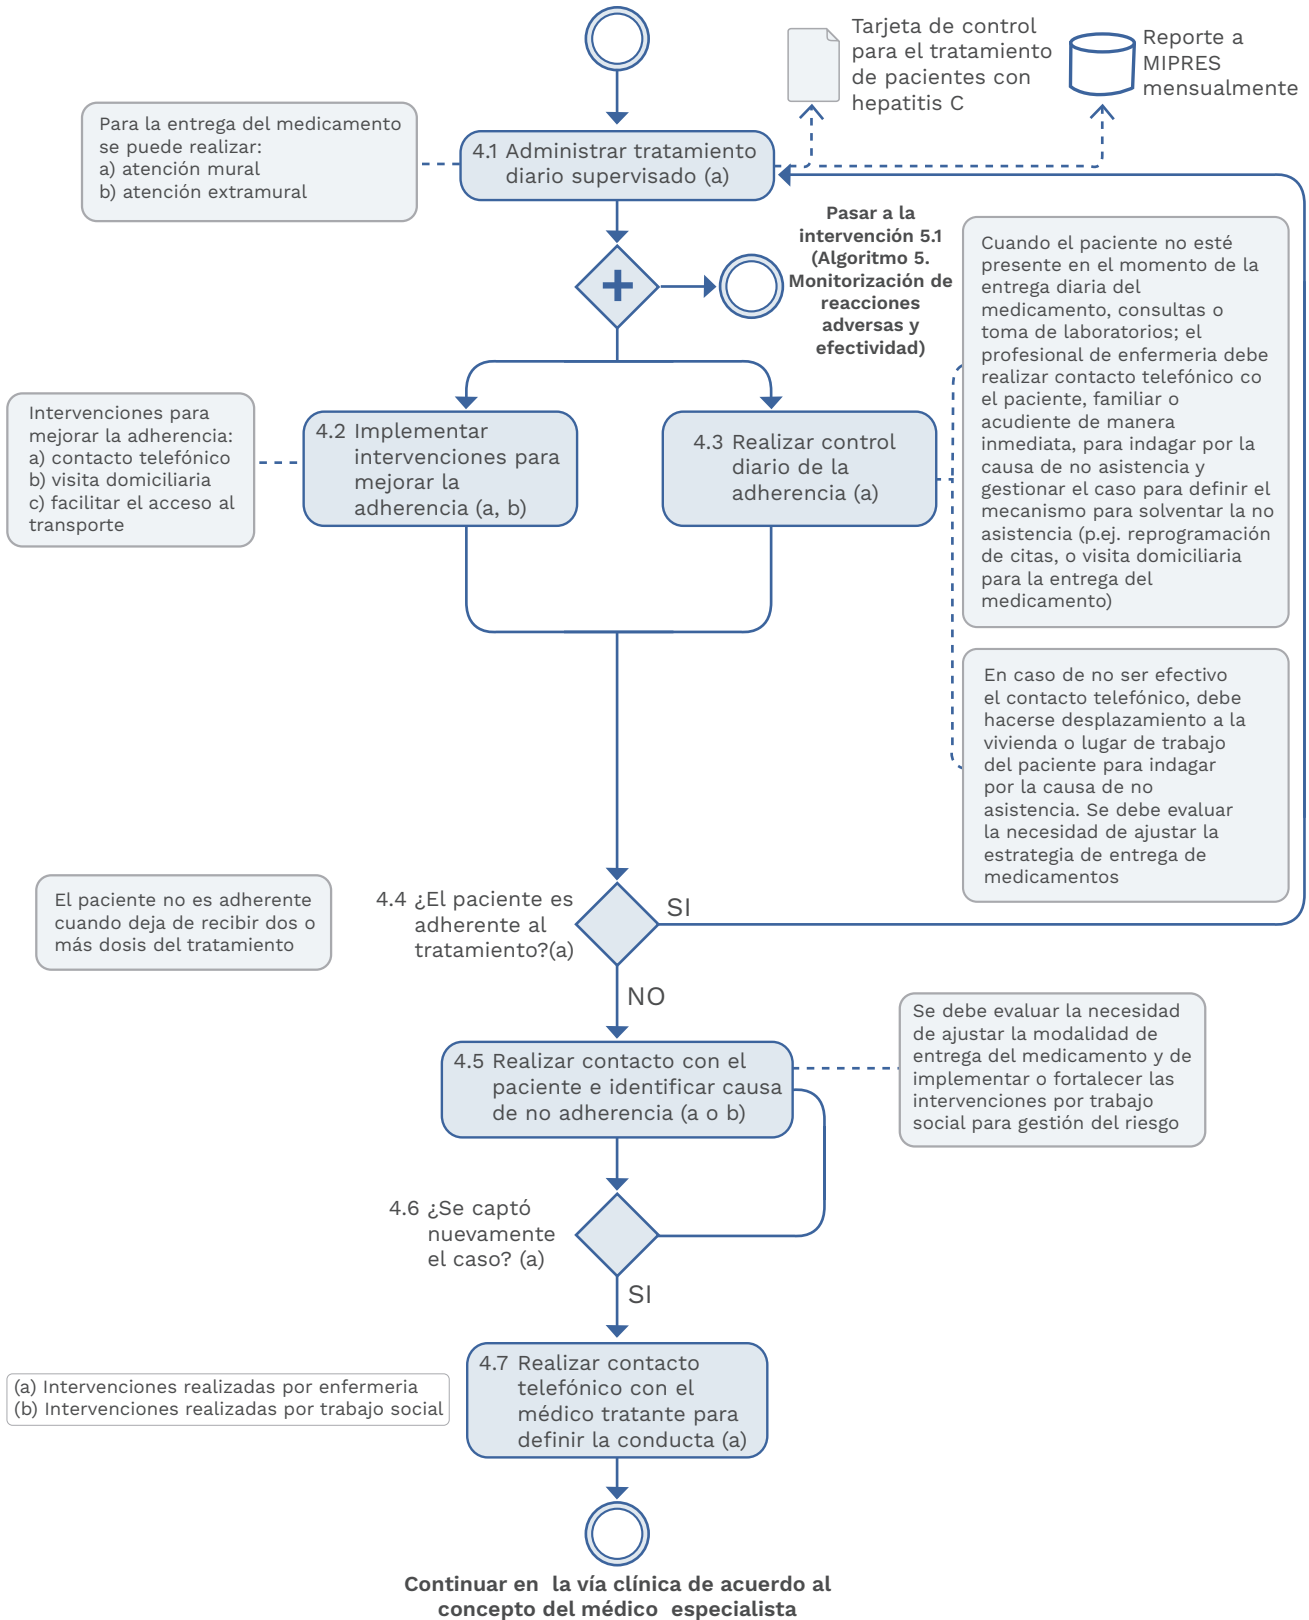 Tarjeta de control
para el tratamiento
de pacientes con
hepatitis C
Reporte a
MIPRES
mensualmente
Para la entrega del medicamento
se puede realizar:
a) atención mural
b) atención extramural
4.1 Administrar tratamiento
diario supervisado (a)
Pasar a la
intervención 5.1
(Algoritmo 5.
Monitorización de
reacciones
adversas y
efectividad)
Cuando el paciente no esté
presente en el momento de la
entrega diaria del
medicamento, consultas o
toma de laboratorios; el
profesional de enfermeria debe
realizar contacto telefónico co
el paciente, familiar o
acudiente de manera
inmediata, para indagar por la
causa de no asistencia y
gestionar el caso para definir el
mecanismo para solventar la no
asistencia (p.ej. reprogramación
de citas, o visita domiciliaria
para la entrega del
medicamento)
Intervenciones para
mejorar la adherencia:
a) contacto telefónico
b) visita domiciliaria
c) facilitar el acceso al
transporte
4.2 Implementar
intervenciones para
mejorar la
adherencia (a, b)
4.3 Realizar control
diario de la
adherencia (a)
En caso de no ser efectivo
el contacto telefónico, debe
hacerse desplazamiento a la
vivienda o lugar de trabajo
del paciente para indagar
por la causa de no
asistencia. Se debe evaluar
la necesidad de ajustar la
estrategia de entrega de
medicamentos
El paciente no es adherente
cuando deja de recibir dos o
más dosis del tratamiento
4.4 ¿El paciente es
adherente al
tratamiento?(a)
SI
NO
4.5 Realizar contacto con el
paciente e identificar causa
de no adherencia (a o b)
Se debe evaluar la necesidad
de ajustar la modalidad de
entrega del medicamento y de
implementar o fortalecer las
intervenciones por trabajo
social para gestión del riesgo
4.6 ¿Se captó
nuevamente
el caso? (a)
SI
4.7 Realizar contacto
telefónico con el
médico tratante para
definir la conducta (a)
(a) Intervenciones realizadas por enfermeria
(b) Intervenciones realizadas por trabajo social
Continuar en la vía clínica de acuerdo al
concepto del médico especialista